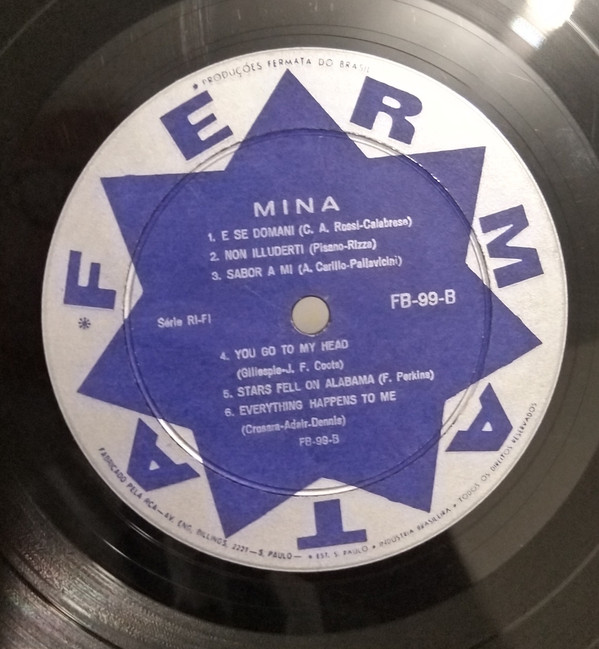 * PRODUÇÕES FERMATA DO BRASIL
* FERMATA
MINA
1. E SE DOMANI (C. A. Rossi-Calabrese)
2. NON ILLUDERTI (Pisano-Rizza)
3. SABOR A MI (A. Carillo-Pallavicini)
Série RI-FI
FB-99-B
4. YOU GO TO MY HEAD
(Gillespie-J. F. Coots)
5. STARS FELL ON ALABAMA (F. Perkins)
6. EVERYTHING HAPPENS TO ME
(Crosara-Adair-Dennis)
FB-99-B
FABRICADO PELA RCA — AV. ENG. BILLINGS, 2227 — S. PAULO — * EST. S. PAULO * INDÚSTRIA BRASILEIRA * TODOS OS DIREITOS RESERVADOS